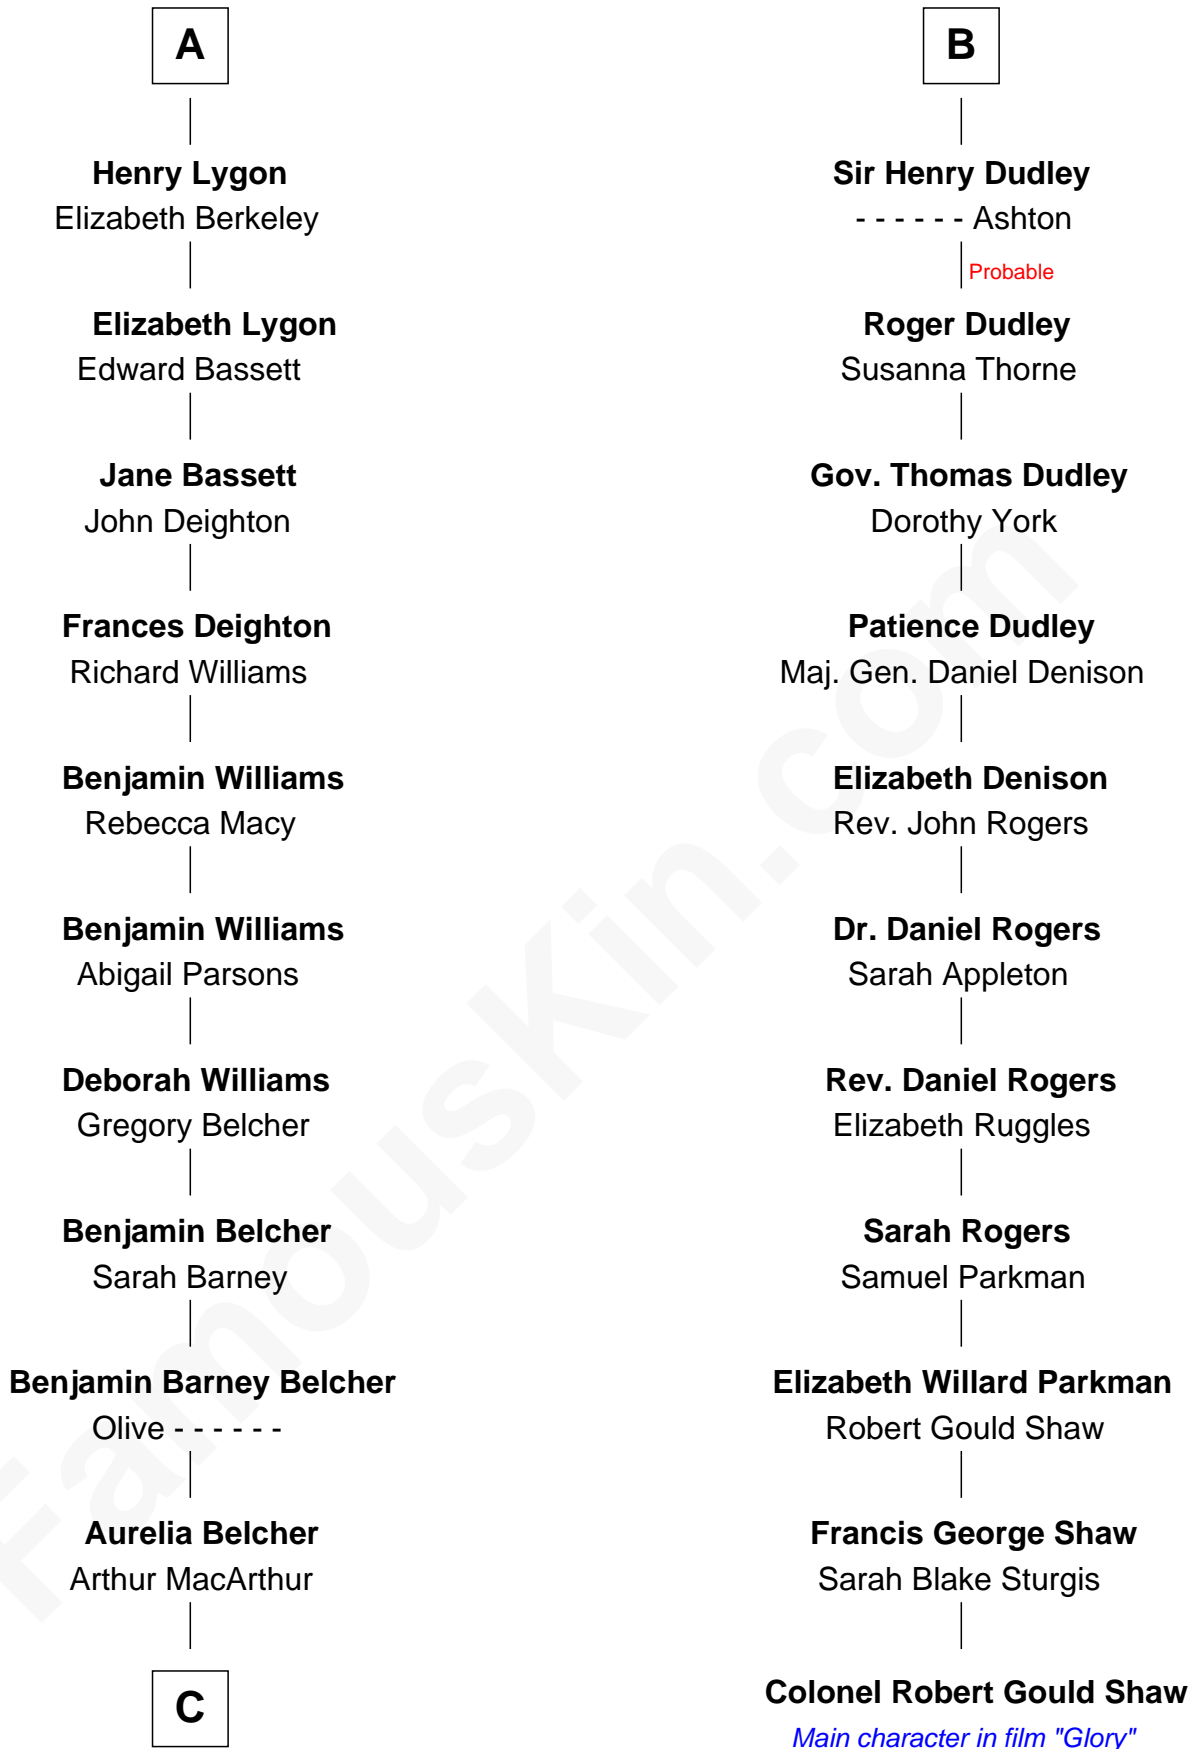 A
Henry Lygon
Elizabeth Berkeley
Elizabeth Lygon
Edward Bassett
Jane Bassett
John Deighton
Frances Deighton
Richard Williams
Benjamin Williams
Rebecca Macy
Benjamin Williams
Abigail Parsons
Deborah Williams
Gregory Belcher
Benjamin Belcher
Sarah Barney
Benjamin Barney Belcher
Olive - - - - - -
Aurelia Belcher
Arthur MacArthur
C
B
Sir Henry Dudley
- - - - - - Ashton
Probable
Roger Dudley
Susanna Thorne
Gov. Thomas Dudley
Dorothy York
Patience Dudley
Maj. Gen. Daniel Denison
Elizabeth Denison
Rev. John Rogers
Dr. Daniel Rogers
Sarah Appleton
Rev. Daniel Rogers
Elizabeth Ruggles
Sarah Rogers
Samuel Parkman
Elizabeth Willard Parkman
Robert Gould Shaw
Francis George Shaw
Sarah Blake Sturgis
Colonel Robert Gould Shaw
Main character in film "Glory"
FamousKin.com